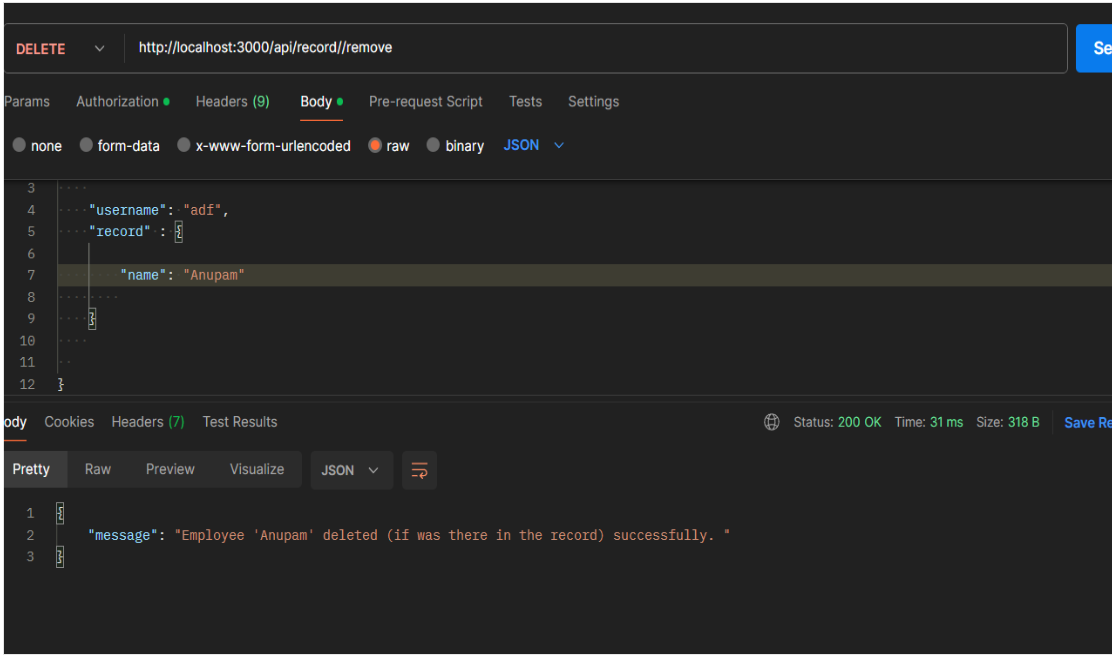 DELETE http://localhost:3000/api/record//remove Se
Params Authorization Headers (9) Body Pre-request Script Tests Settings
none form-data x-www-form-urlencoded raw binary JSON
3
4 "username": "adf",
5 "record" : {
6
7 "name": "Anupam"
8
9 }
10
11
12 }
ody Cookies Headers (7) Test Results Status: 200 OK Time: 31 ms Size: 318 B Save Re
Pretty Raw Preview Visualize JSON
1 {
2 "message": "Employee 'Anupam' deleted (if was there in the record) successfully. "
3 }